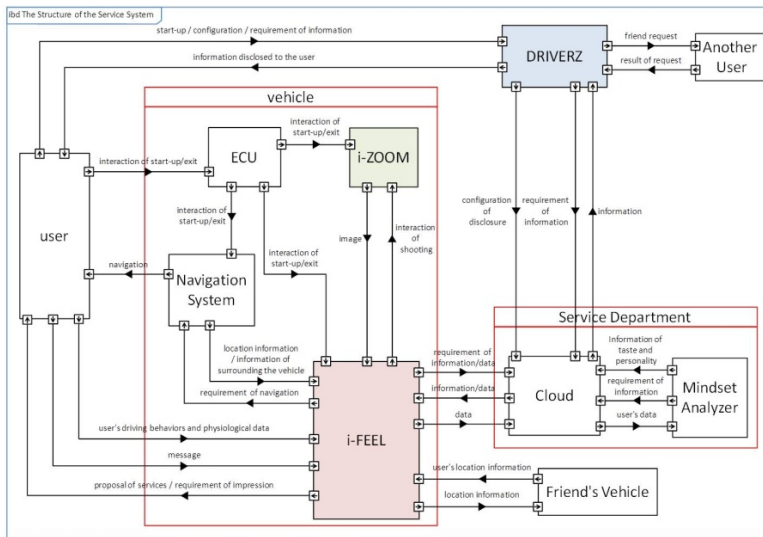 ibd The Structure of the Service System
start-up / configuration / requirement of information
information disclosed to the user
DRIVERZ
friend request
result of request
Another
User
vehicle
interaction of start-up/exit
ECU
interaction of
start-up/exit
i-ZOOM
user
interaction of
start-up/exit
interaction of
start-up/exit
image
interaction
of
shooting
configuration
of
disclosure
requirement
of
information
information
navigation
Navigation
System
location information
/ information of
surrounding the vehicle
requirement of navigation
user's driving behaviors and physiological data
message
proposal of services / requirement of impression
i-FEEL
requirement of
information/data
information/data
data
Service Department
Cloud
Information of
taste and
personality
requirement of
information
user's data
Mindset
Analyzer
user's location information
location information
Friend's Vehicle